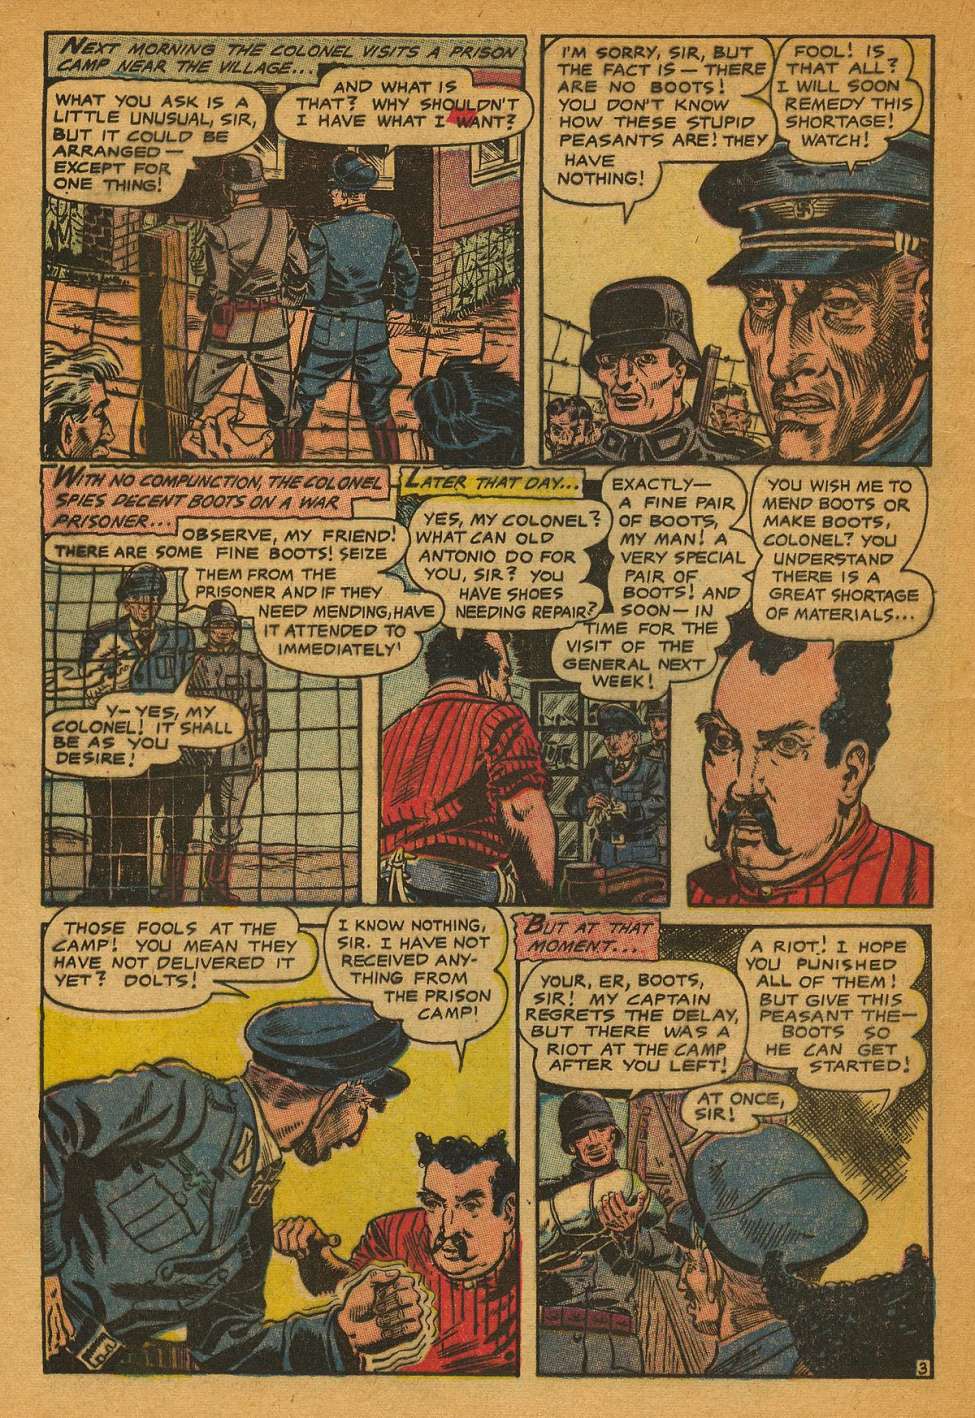 NEXT MORNING THE COLONEL VISITS A PRISON
CAMP NEAR THE VILLAGE...
WHAT YOU ASK IS A
LITTLE UNUSUAL, SIR,
BUT IT COULD BE
ARRANGED—
EXCEPT FOR
ONE THING!
AND WHAT IS
THAT? WHY SHOULDN'T
I HAVE WHAT I WANT?
I'M SORRY, SIR, BUT
THE FACT IS— THERE
ARE NO BOOTS!
YOU DON'T KNOW
HOW THESE STUPID
PEASANTS ARE! THEY
HAVE
NOTHING!
FOOL! IS
THAT ALL?
I WILL SOON
REMEDY THIS
SHORTAGE!
WATCH!
WITH NO COMPUNCTION, THE COLONEL
SPIES DECENT BOOTS ON A WAR
PRISONER...
OBSERVE, MY FRIEND!
THERE ARE SOME FINE BOOTS! SEIZE
THEM FROM THE
PRISONER AND IF THEY
NEED MENDING, HAVE
IT ATTENDED TO
IMMEDIATELY!
Y-YES, MY
COLONEL! IT SHALL
BE AS YOU
DESIRE!
LATER THAT DAY...
YES, MY COLONEL?
WHAT CAN OLD
ANTONIO DO FOR
YOU, SIR? YOU
HAVE SHOES
NEEDING REPAIR?
EXACTLY—
A FINE PAIR
OF BOOTS,
MY MAN! A
VERY SPECIAL
PAIR OF
BOOTS! AND
SOON— IN
TIME FOR THE
VISIT OF THE
GENERAL NEXT
WEEK!
YOU WISH ME TO
MEND BOOTS OR
MAKE BOOTS,
COLONEL? YOU
UNDERSTAND
THERE IS A
GREAT SHORTAGE
OF MATERIALS...
THOSE FOOLS AT THE
CAMP! YOU MEAN THEY
HAVE NOT DELIVERED IT
YET? DOLTS!
I KNOW NOTHING,
SIR. I HAVE NOT
RECEIVED ANY-
THING FROM
THE PRISON
CAMP!
BUT AT THAT
MOMENT...
YOUR, ER, BOOTS,
SIR! MY CAPTAIN
REGRETS THE DELAY,
BUT THERE WAS A
RIOT AT THE CAMP
AFTER YOU LEFT!
A RIOT! I HOPE
YOU PUNISHED
ALL OF THEM!
BUT GIVE THIS
PEASANT THE—
BOOTS SO
HE CAN GET
STARTED!
AT ONCE,
SIR!
3